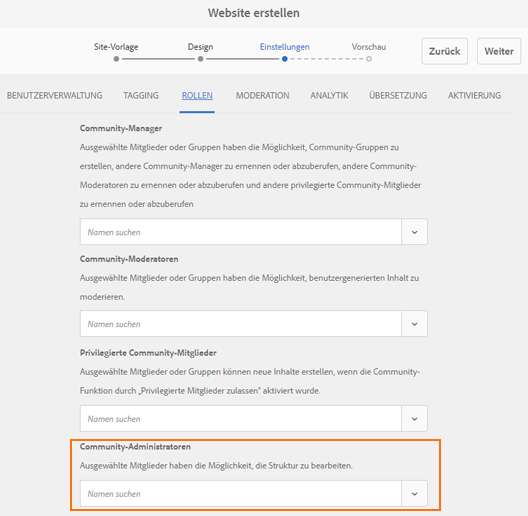 Website erstellen
Site-Vorlage Design Einstellungen Vorschau Zurück Weiter
BENUTZERVERWALTUNG TAGGING ROLLEN MODERATION ANALYTIK ÜBERSETZUNG AKTIVIERUNG
Community-Manager
Ausgewählte Mitglieder oder Gruppen haben die Möglichkeit, Community-Gruppen zu
erstellen, andere Community-Manager zu ernennen oder abzuberufen, andere Community-
Moderatoren zu ernennen oder abzuberufen und andere privilegierte Community-Mitglieder
zu ernennen oder abzuberufen
Namen suchen
Community-Moderatoren
Ausgewählte Mitglieder oder Gruppen haben die Möglichkeit, benutzergenerierten Inhalt zu
moderieren.
Namen suchen
Privilegierte Community-Mitglieder
Ausgewählte Mitglieder oder Gruppen können neue Inhalte erstellen, wenn die Community-
Funktion durch „Privilegierte Mitglieder zulassen“ aktiviert wurde.
Namen suchen
Community-Administratoren
Ausgewählte Mitglieder haben die Möglichkeit, die Struktur zu bearbeiten.
Namen suchen